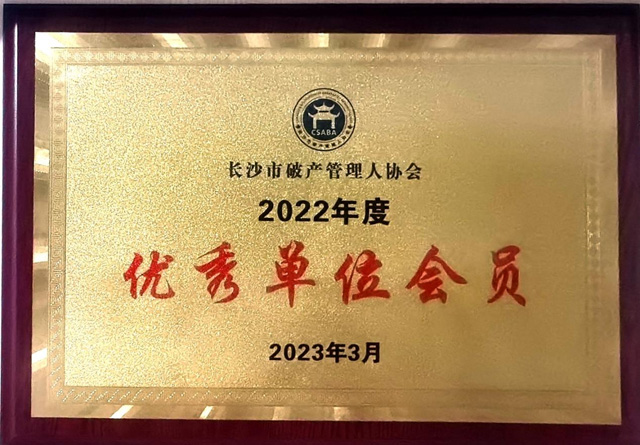 CSABA
长沙市破产管理人协会
2022年度
优秀单位会员
2023年3月